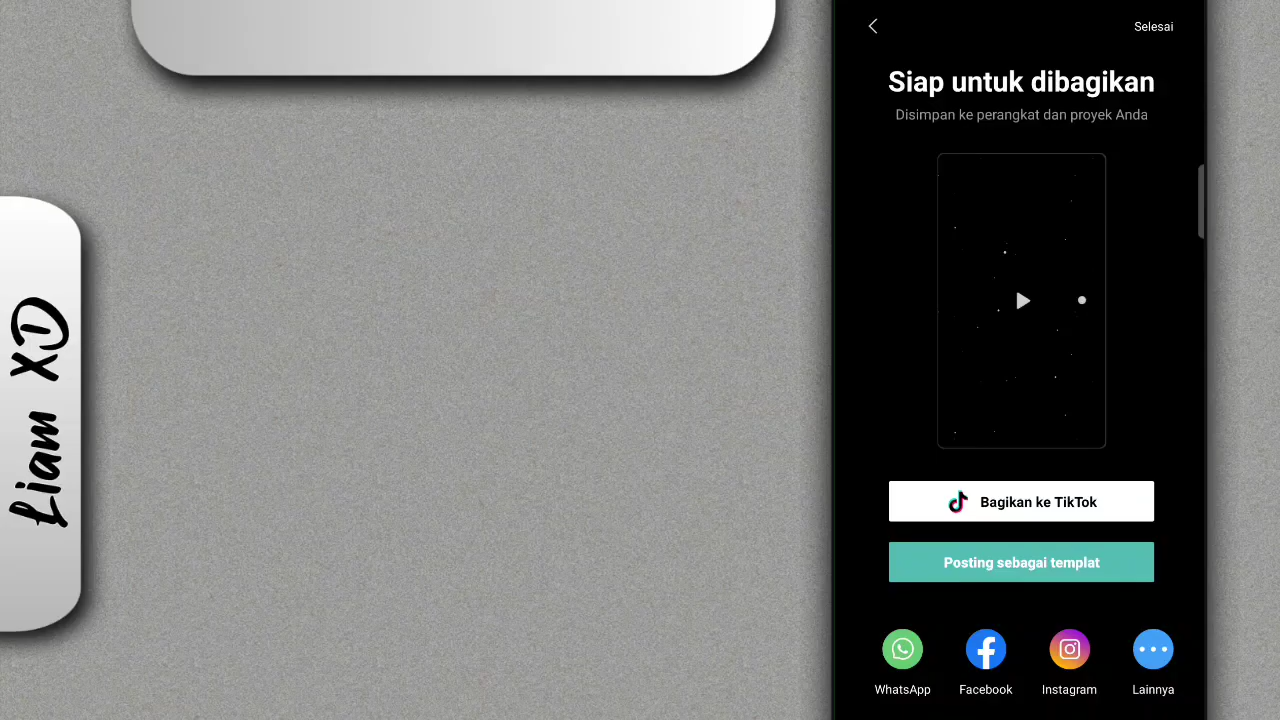 Liam XD
Selesai
Siap untuk dibagikan
Disimpan ke perangkat dan proyek Anda
Bagikan ke TikTok
Posting sebagai templat
WhatsApp
Facebook
Instagram
Lainnya